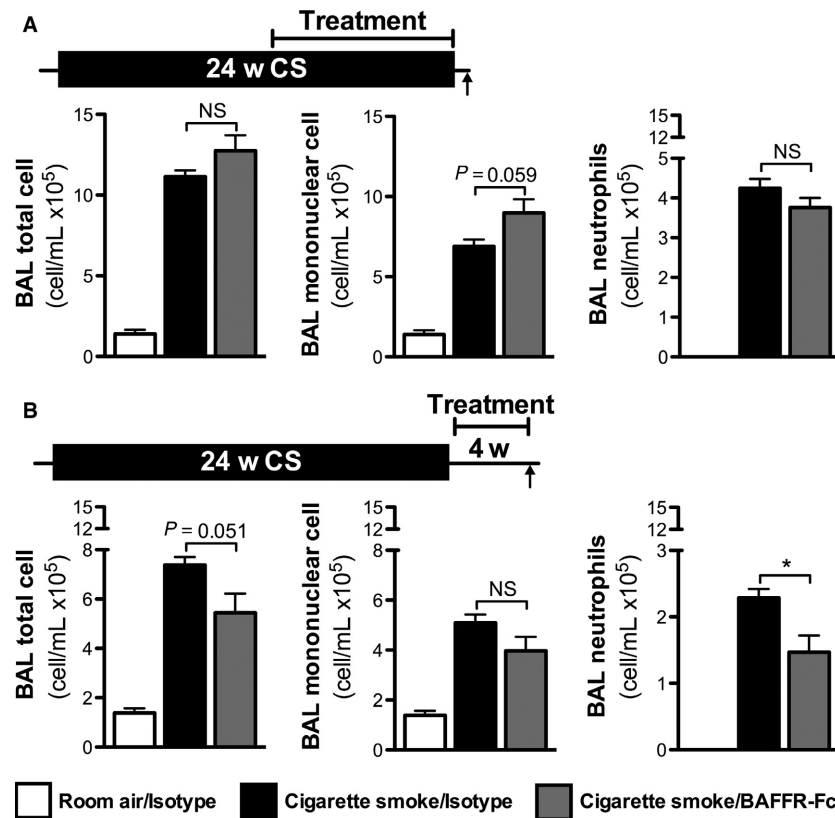 A
Treatment
24 w CS
BAL total cell
(cell/mL x10⁵)
15
10
5
0
NS
BAL mononuclear cell
(cell/mL x10⁵)
15
10
5
0
P = 0.059
BAL neutrophils
(cell/mL x10⁵)
15
12
5
4
3
2
1
0
NS
B
Treatment
24 w CS
4 w
BAL total cell
(cell/mL x10⁵)
15
12
8
6
4
2
0
P = 0.051
BAL mononuclear cell
(cell/mL x10⁵)
15
12
8
6
4
2
0
NS
BAL neutrophils
(cell/mL x10⁵)
15
12
3
2
1
0
*
Room air/Isotype
Cigarette smoke/Isotype
Cigarette smoke/BAFFR-Fc